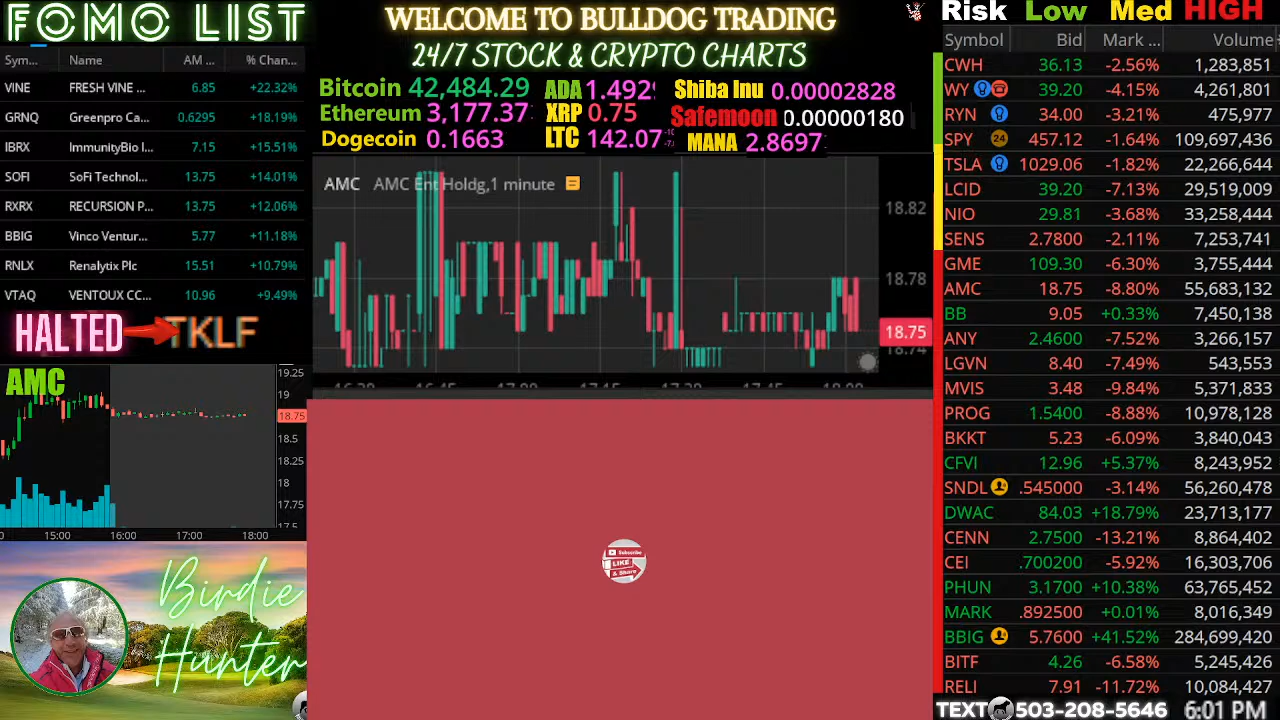 FOMO LIST
Sym... Name AM ... % Chan...
VINE FRESH VINE ... 6.85 +22.32%
GRNQ Greenpro Ca... 0.6295 +18.19%
IBRX ImmunityBio I... 7.15 +15.51%
SOFI SoFi Technol... 13.75 +14.01%
RXRX RECURSION P... 13.75 +12.06%
BBIG Vinco Ventur... 5.77 +11.18%
RNLX Renalytix Plc 15.51 +10.79%
VTAQ VENTOUX CC... 10.96 +9.49%
HALTED TKLF
AMC
19.25
19
18.75
18.5
18.25
18
17.5
15:00 16:00 17:00 18:00
Birdie
Hunter
WELCOME TO BULLDOG TRADING
24/7 STOCK & CRYPTO CHARTS
Bitcoin 42,484.29 ADA 1.492 Shiba Inu 0.00002828
Ethereum 3,177.37 XRP 0.75 Safemoon 0.00000180
Dogecoin 0.1663 LTC 142.07 MANA 2.8697
AMC AMC Ent Holdg,1 minute
18.82
18.78
18.75
18.74
Subscribe
LIKE
& Share
Risk Low Med HIGH
Symbol Bid Mark ... Volume
CWH 36.13 -2.56% 1,283,851
WY 39.20 -4.15% 4,261,801
RYN 34.00 -3.21% 475,977
SPY 24 457.12 -1.64% 109,697,436
TSLA 1029.06 -1.82% 22,266,644
LCID 39.20 -7.13% 29,519,009
NIO 29.81 -3.68% 33,258,444
SENS 2.7800 -2.11% 7,253,741
GME 109.30 -6.30% 3,755,444
AMC 18.75 -8.80% 55,683,132
BB 9.05 +0.33% 7,450,138
ANY 2.4600 -7.52% 3,266,157
LGVN 8.40 -7.49% 543,553
MVIS 3.48 -9.84% 5,371,833
PROG 1.5400 -8.88% 10,978,128
BKKT 5.23 -6.09% 3,840,043
CFVI 12.96 +5.37% 8,243,952
SNDL .545000 -3.14% 56,260,478
DWAC 84.03 +18.79% 23,713,177
CENN 2.7500 -13.21% 8,864,402
CEI .700200 -5.92% 16,303,706
PHUN 3.1700 +10.38% 63,765,452
MARK .892500 +0.01% 8,016,349
BBIG 5.7600 +41.52% 284,699,420
BITF 4.26 -6.58% 5,245,426
RELI 7.91 -11.72% 10,084,427
TEXT 503-208-5646 6:01 PM